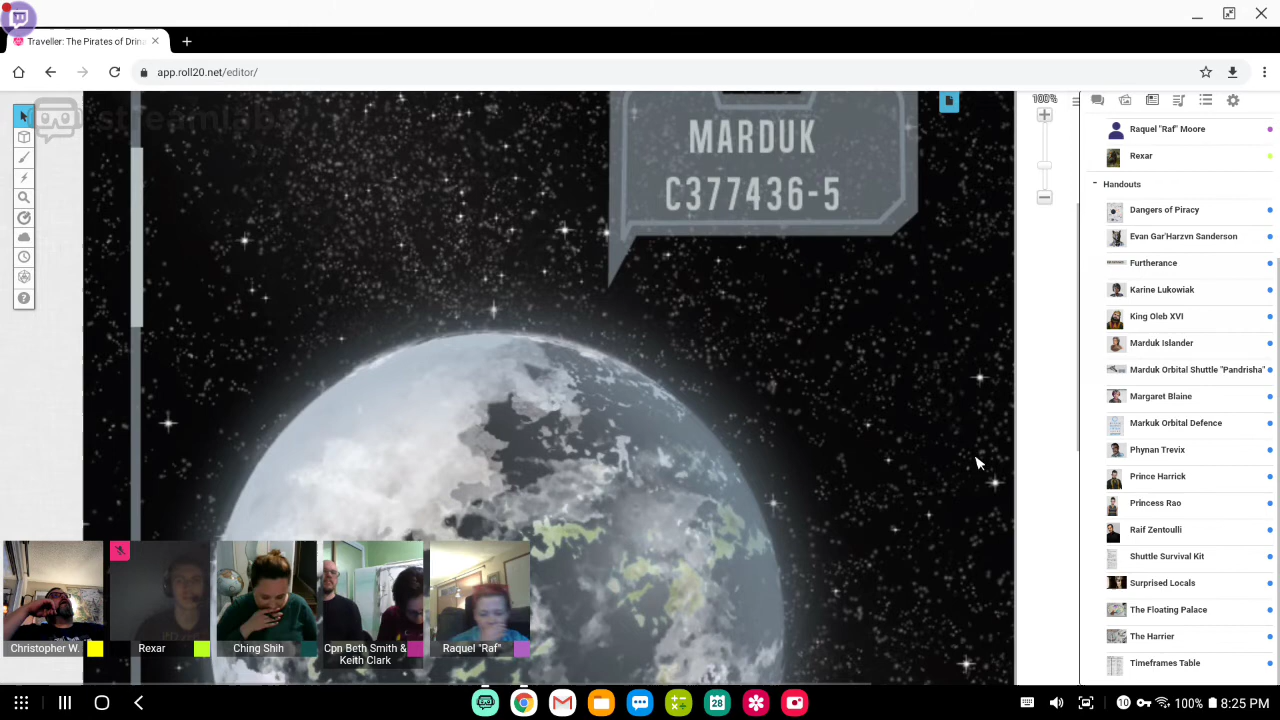 Traveller: The Pirates of Drina
app.roll20.net/editor/
MARDUK
C377436-5
100%
Raquel "Raf" Moore
Rexar
Handouts
Dangers of Piracy
Evan Gar'Harzvn Sanderson
Furtherance
Karine Lukowiak
King Oleb XVI
Marduk Islander
Marduk Orbital Shuttle "Pandrisha"
Margaret Blaine
Markuk Orbital Defence
Phynan Trevix
Prince Harrick
Princess Rao
Raif Zentoulli
Shuttle Survival Kit
Surprised Locals
The Floating Palace
The Harrier
Timeframes Table
Christopher W.
Rexar
Ching Shih
Cpn Beth Smith &
Keith Clark
Raquel "Raf"
28
10
100%
8:25 PM